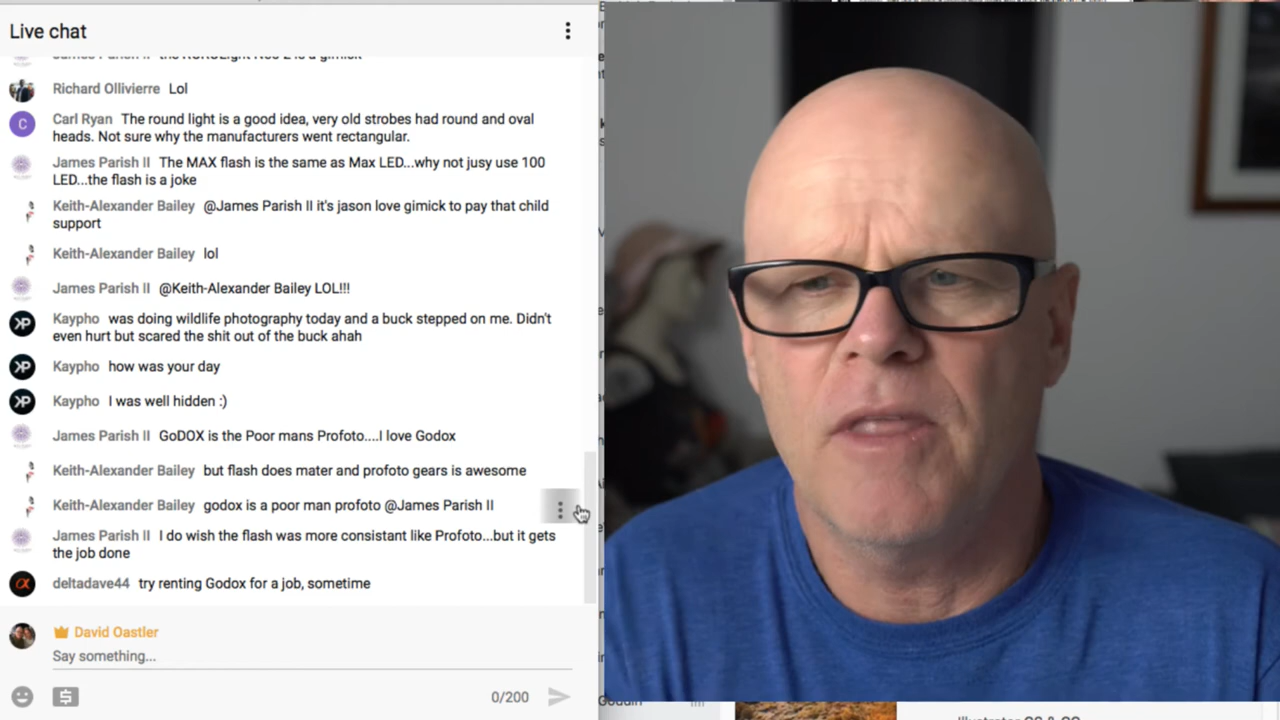 Live chat
Richard Ollivierre Lol
C
Carl Ryan The round light is a good idea, very old strobes had round and oval
heads. Not sure why the manufacturers went rectangular.
James Parish II The MAX flash is the same as Max LED...why not jusy use 100
LED...the flash is a joke
Keith-Alexander Bailey @James Parish II it's jason love gimick to pay that child
support
Keith-Alexander Bailey lol
James Parish II @Keith-Alexander Bailey LOL!!!
KP
Kaypho was doing wildlife photography today and a buck stepped on me. Didn't
even hurt but scared the shit out of the buck ahah
KP
Kaypho how was your day
KP
Kaypho I was well hidden :)
James Parish II GoDOX is the Poor mans Profoto....I love Godox
Keith-Alexander Bailey but flash does mater and profoto gears is awesome
Keith-Alexander Bailey godox is a poor man profoto @James Parish II
James Parish II I do wish the flash was more consistant like Profoto...but it gets
the job done
deltadave44 try renting Godox for a job, sometime
David Oastler
Say something...
$
0/200